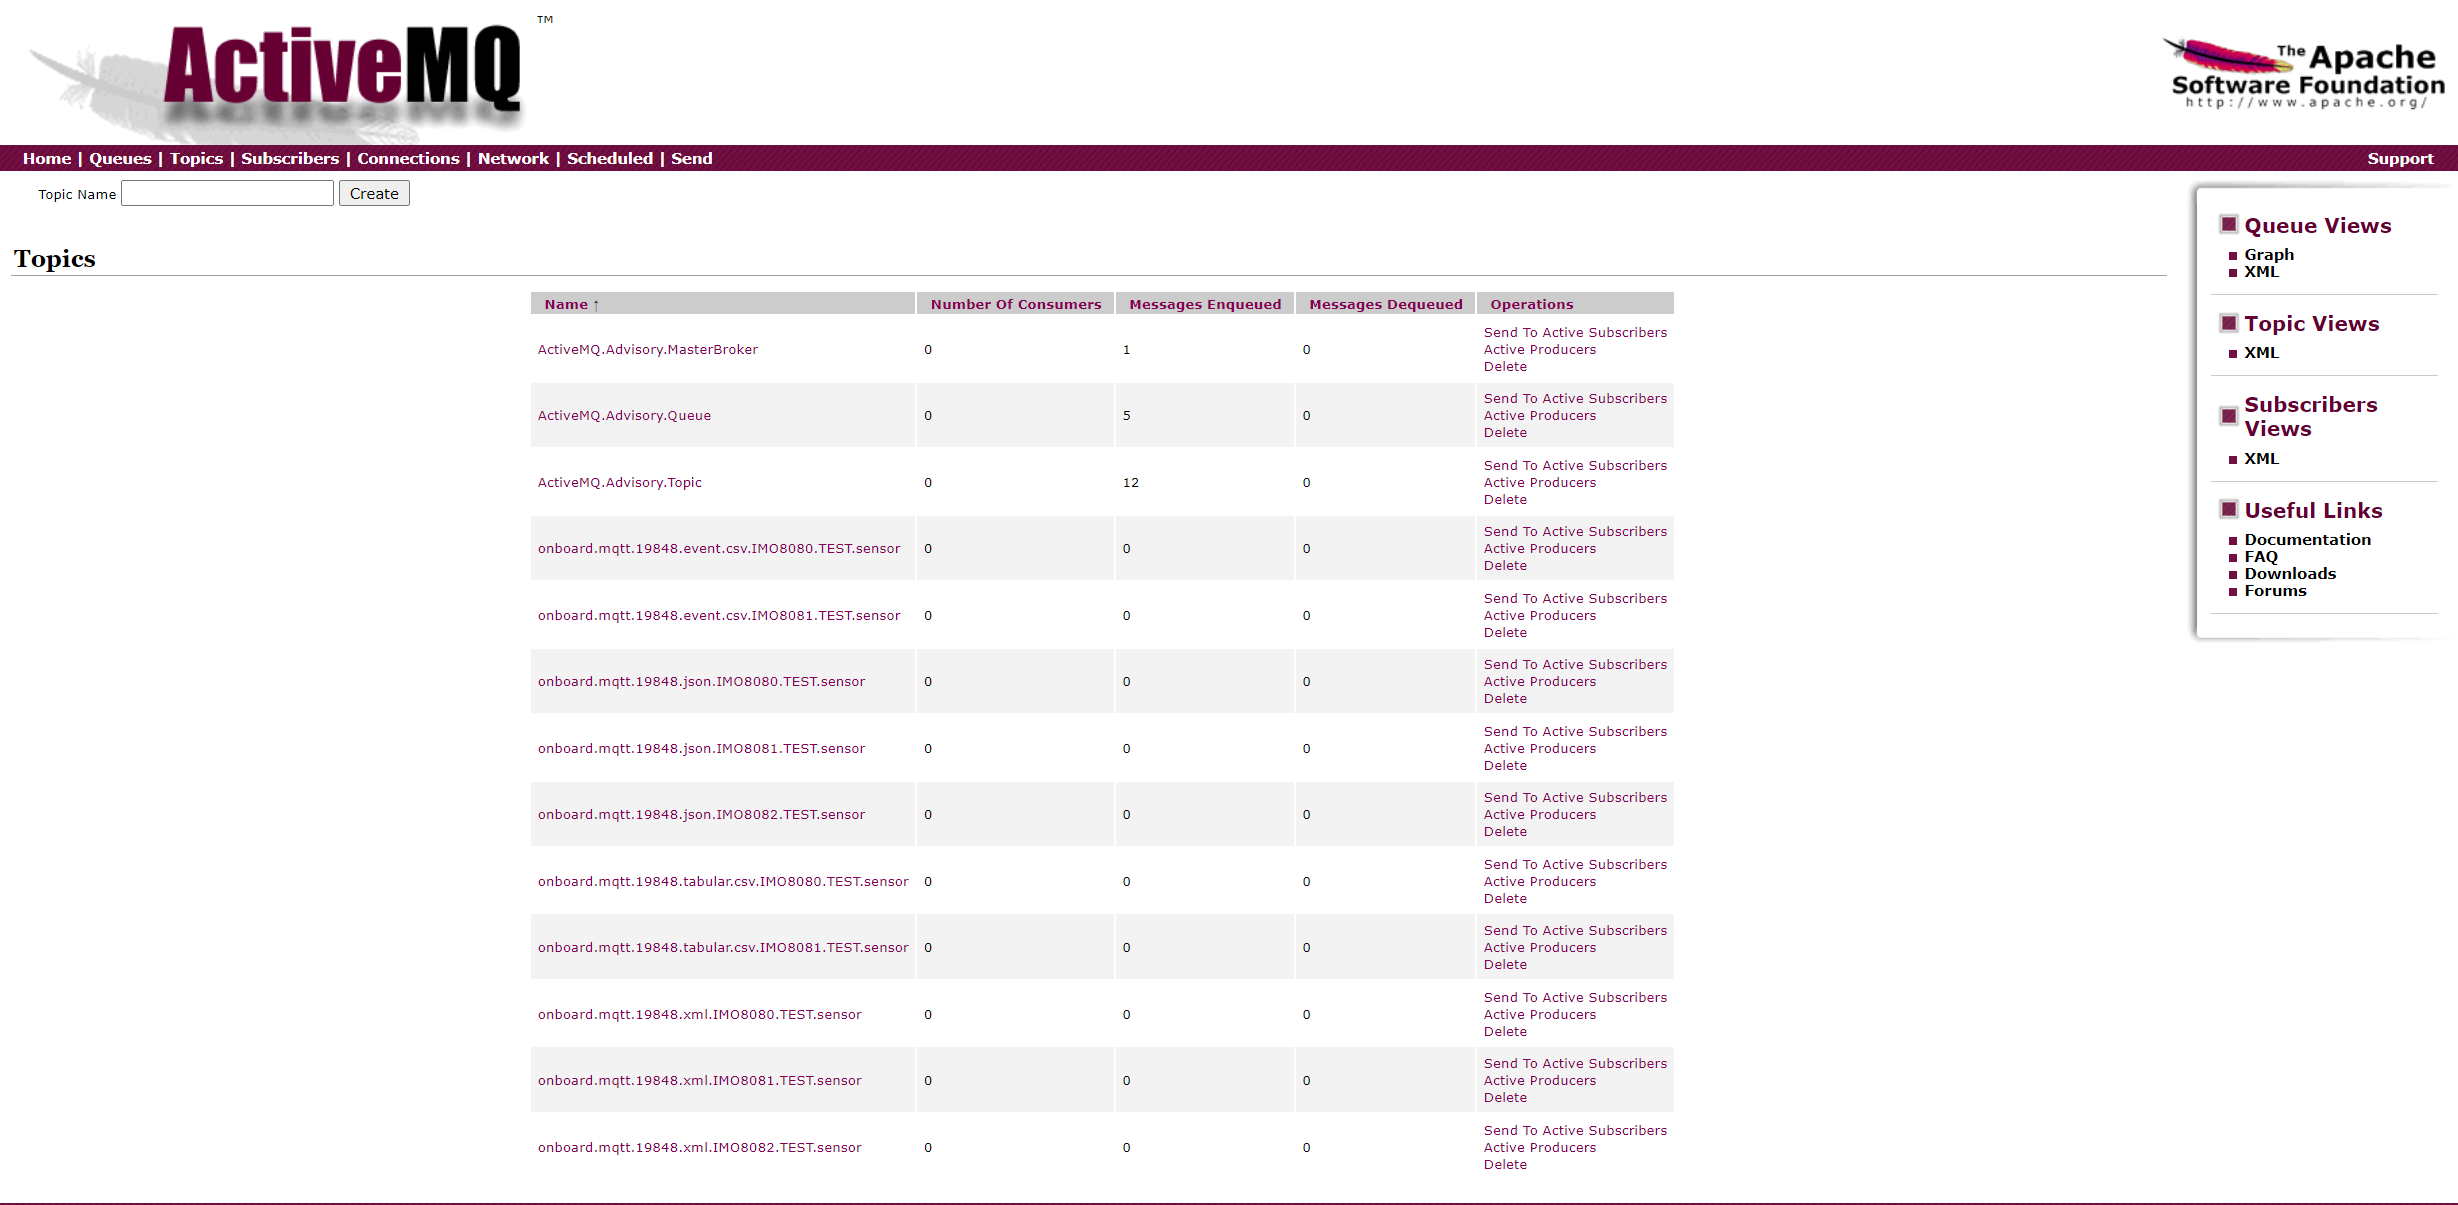 ActiveMQ ™
The Apache
Software Foundation
http://www.apache.org/
Home | Queues | Topics | Subscribers | Connections | Network | Scheduled | Send Support
Topic Name Create
Topics
Name ↑ Number Of Consumers Messages Enqueued Messages Dequeued Operations
ActiveMQ.Advisory.MasterBroker 0 1 0 Send To Active Subscribers
Active Producers
Delete
ActiveMQ.Advisory.Queue 0 5 0 Send To Active Subscribers
Active Producers
Delete
ActiveMQ.Advisory.Topic 0 12 0 Send To Active Subscribers
Active Producers
Delete
onboard.mqtt.19848.event.csv.IMO8080.TEST.sensor 0 0 0 Send To Active Subscribers
Active Producers
Delete
onboard.mqtt.19848.event.csv.IMO8081.TEST.sensor 0 0 0 Send To Active Subscribers
Active Producers
Delete
onboard.mqtt.19848.json.IMO8080.TEST.sensor 0 0 0 Send To Active Subscribers
Active Producers
Delete
onboard.mqtt.19848.json.IMO8081.TEST.sensor 0 0 0 Send To Active Subscribers
Active Producers
Delete
onboard.mqtt.19848.json.IMO8082.TEST.sensor 0 0 0 Send To Active Subscribers
Active Producers
Delete
onboard.mqtt.19848.tabular.csv.IMO8080.TEST.sensor 0 0 0 Send To Active Subscribers
Active Producers
Delete
onboard.mqtt.19848.tabular.csv.IMO8081.TEST.sensor 0 0 0 Send To Active Subscribers
Active Producers
Delete
onboard.mqtt.19848.xml.IMO8080.TEST.sensor 0 0 0 Send To Active Subscribers
Active Producers
Delete
onboard.mqtt.19848.xml.IMO8081.TEST.sensor 0 0 0 Send To Active Subscribers
Active Producers
Delete
onboard.mqtt.19848.xml.IMO8082.TEST.sensor 0 0 0 Send To Active Subscribers
Active Producers
Delete
Queue Views
Graph
XML
Topic Views
XML
Subscribers
Views
XML
Useful Links
Documentation
FAQ
Downloads
Forums